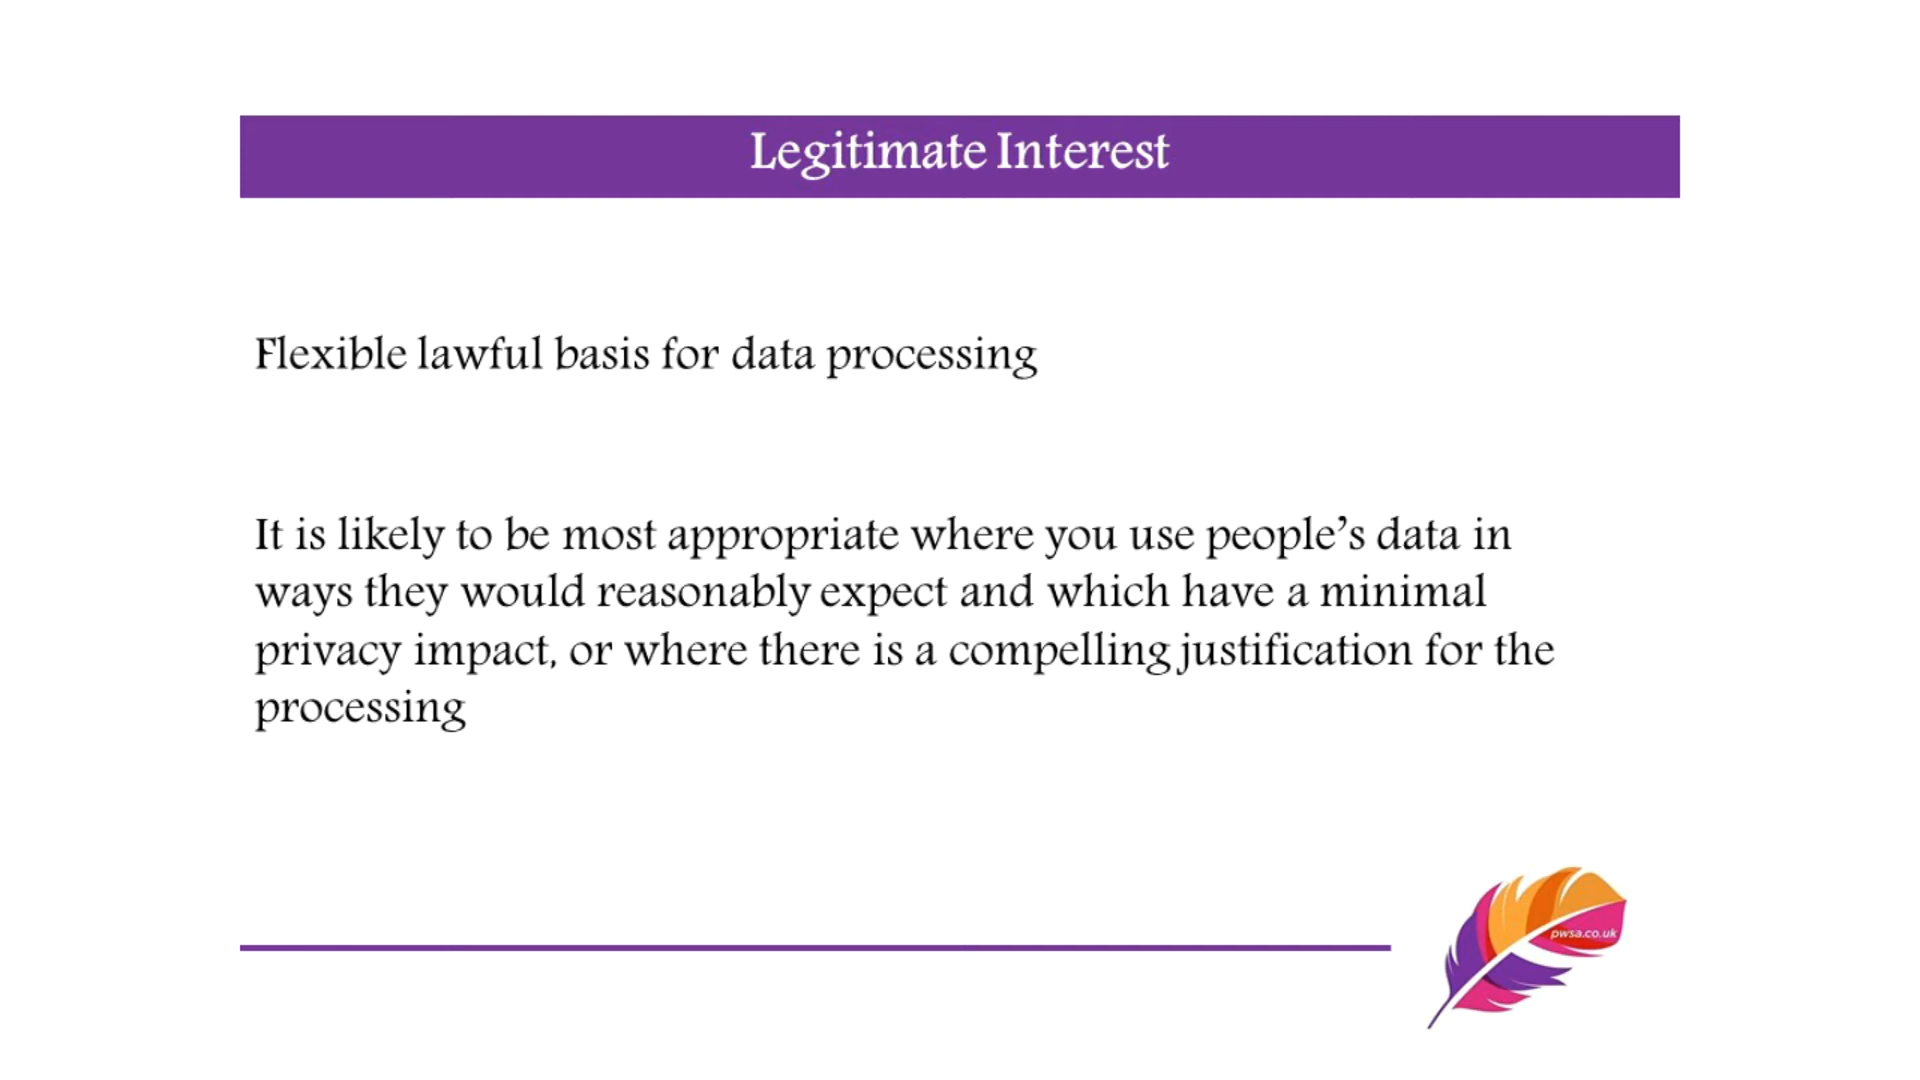 Legitimate Interest
Flexible lawful basis for data processing
It is likely to be most appropriate where you use people’s data in
ways they would reasonably expect and which have a minimal
privacy impact, or where there is a compelling justification for the
processing
pwsa.co.uk